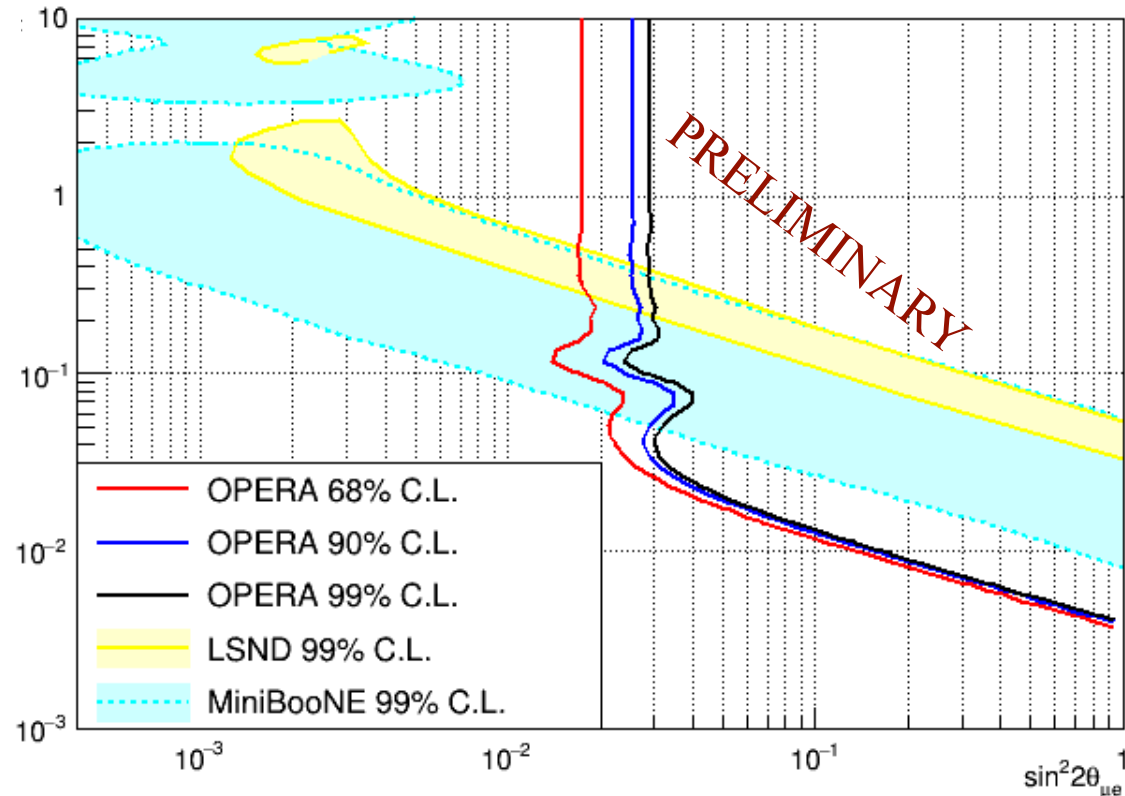 10
1
10⁻¹
10⁻²
10⁻³
PRELIMINARY
OPERA 68% C.L.
OPERA 90% C.L.
OPERA 99% C.L.
LSND 99% C.L.
MiniBooNE 99% C.L.
10⁻³ 10⁻² 10⁻¹ 1
sin²2θμe